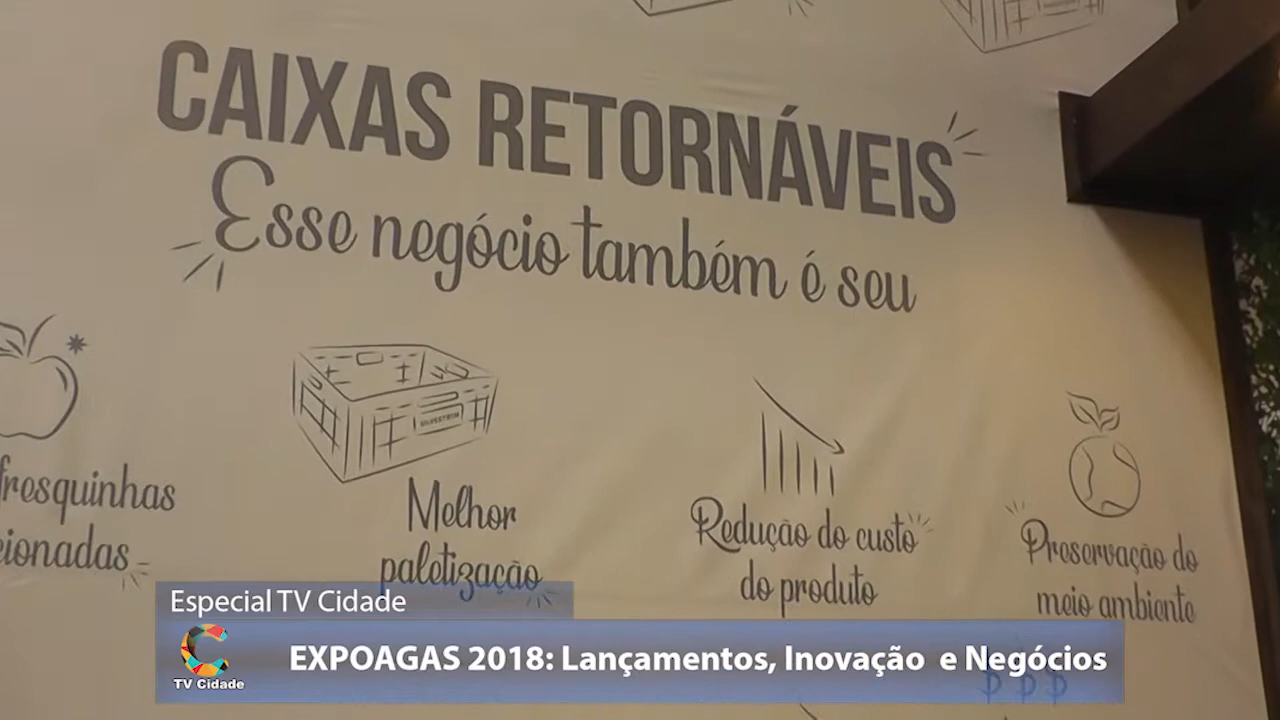 CAIXAS RETORNÁVEIS
Esse negócio também é seu
fresquinhas
cionadas
Melhor
paletização
Redução do custo
do produto
Preservação do
meio ambiente
Especial TV Cidade
EXPOAGAS 2018: Lançamentos, Inovação e Negócios
TV Cidade